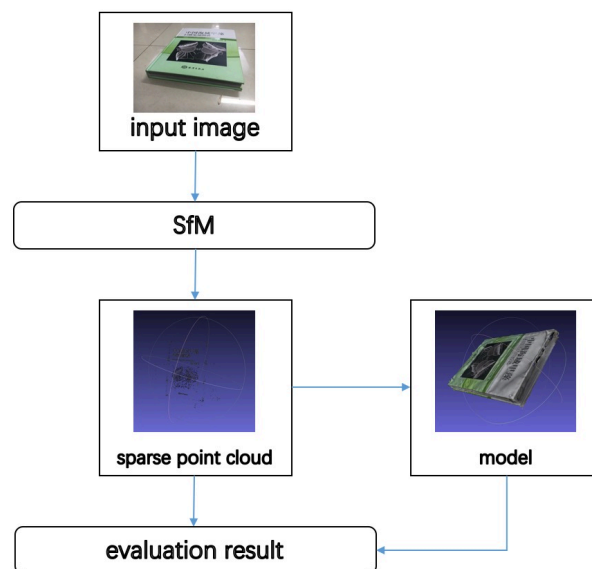 input image
SfM
sparse point cloud
model
evaluation result